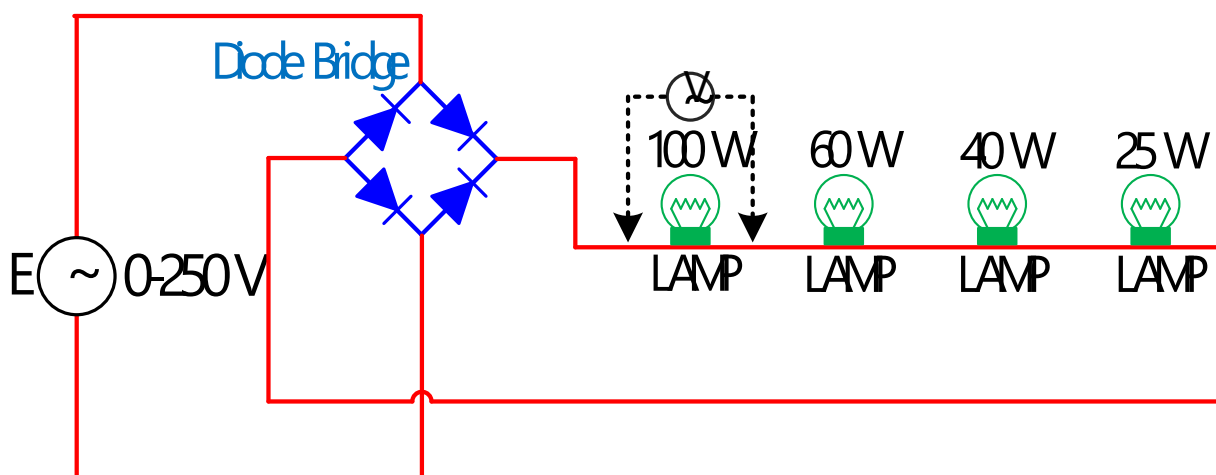 Diode Bridge
V
~
100 W
60 W
40 W
25 W
E
~
0-250 V
LAMP
LAMP
LAMP
LAMP